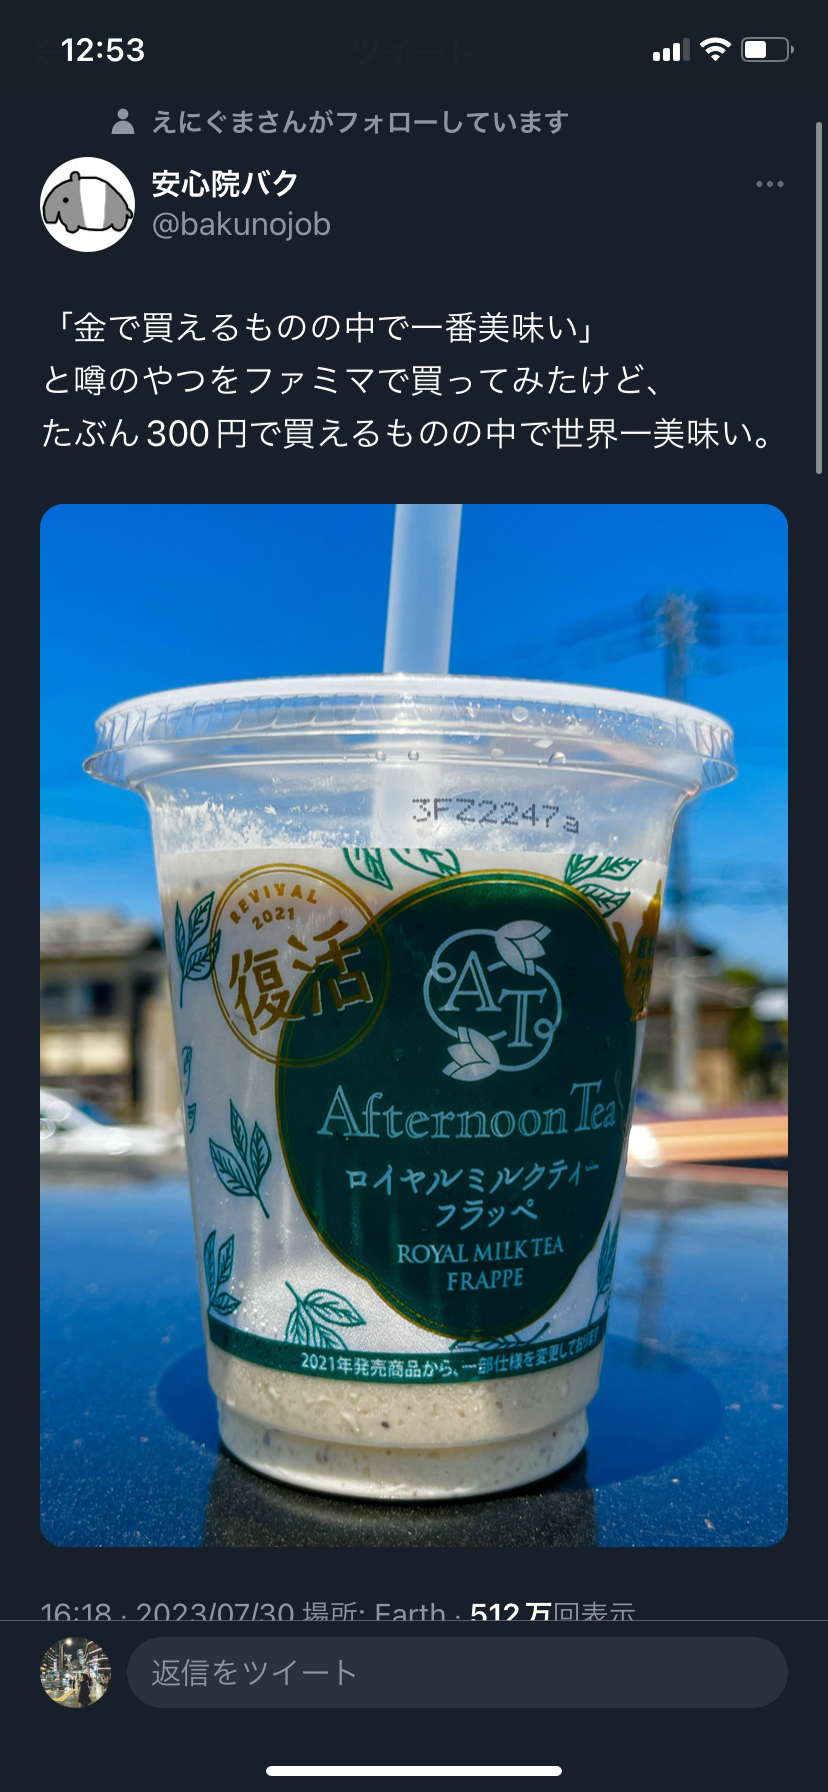 12:53
えにぐまさんがフォローしています
安心院バク
@bakunojob
「金で買えるものの中で一番美味い」
と噂のやつをファミマで買ってみたけど、
たぶん300円で買えるものの中で世界一美味い。
3FZ2247a
REVIVAL
2021
復活
AT
Afternoon Tea
ロイヤルミルクティー
フラッペ
ROYAL MILK TEA
FRAPPE
2021年発売商品から、一部仕様を変更しております
16:18 · 2023/07/30 場所: Earth · 512万回表示
返信をツイート